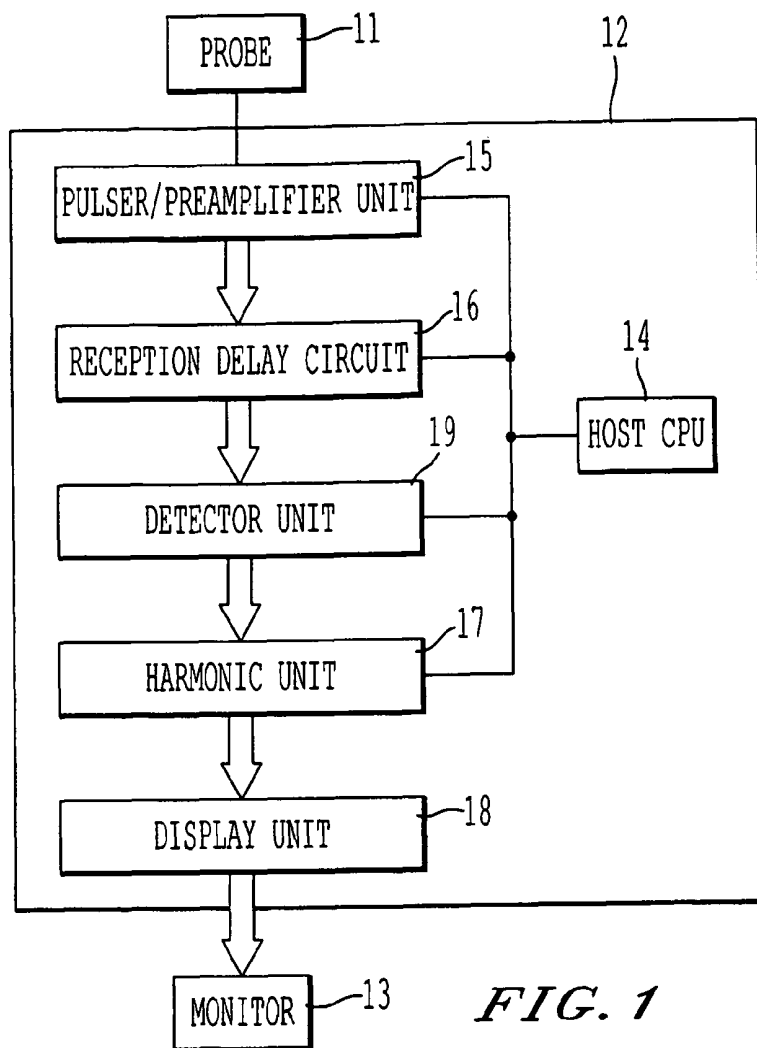 PROBE
11
12
PULSER/PREAMPLIFIER UNIT
15
RECEPTION DELAY CIRCUIT
16
14
HOST CPU
19
DETECTOR UNIT
17
HARMONIC UNIT
DISPLAY UNIT
18
MONITOR
13
FIG. 1